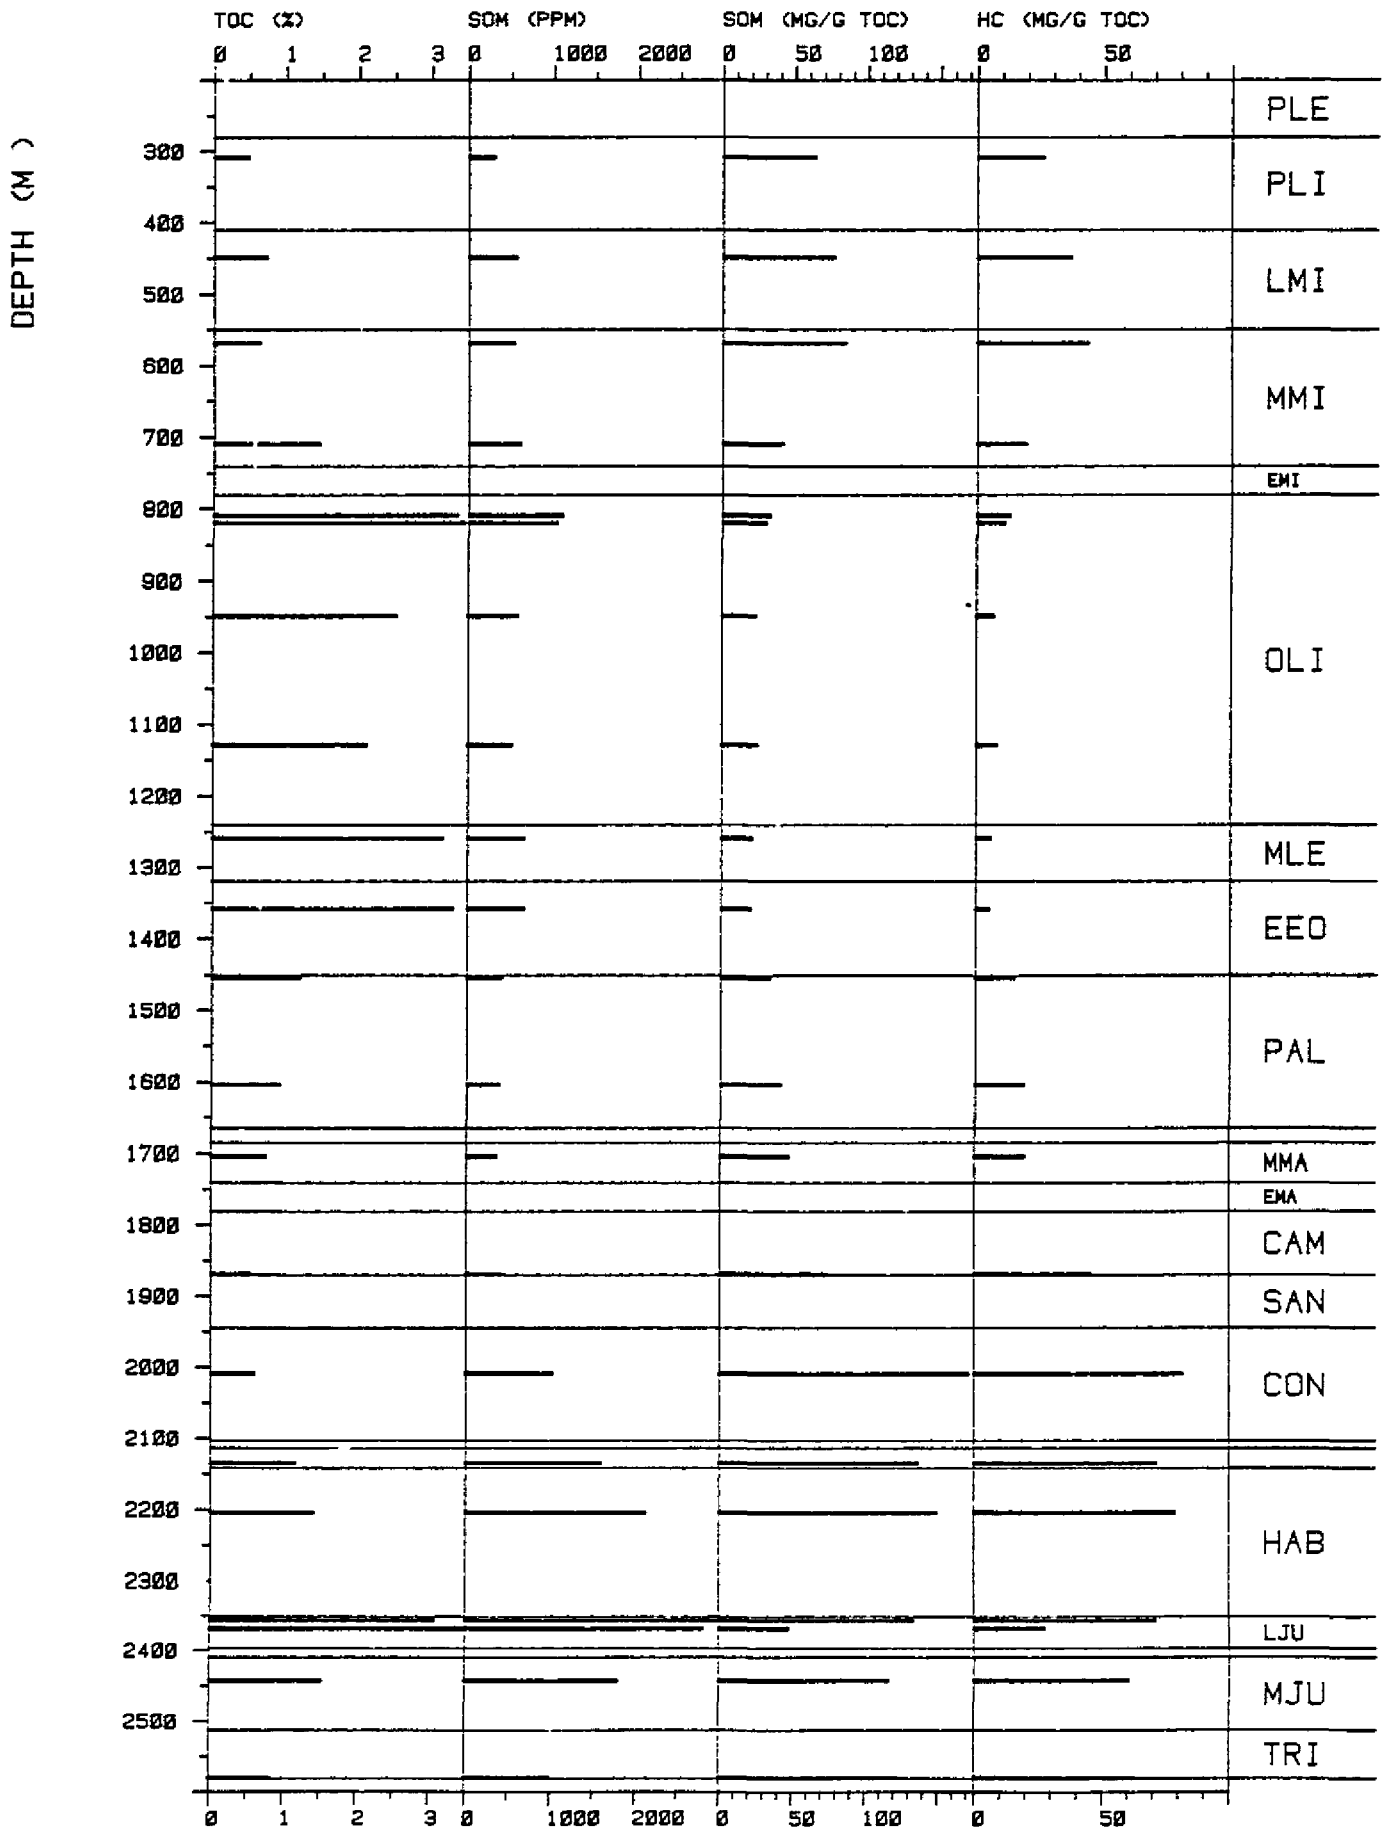 TOC (%) SOM (PPM) SOM (MG/G TOC) HC (MG/G TOC)
0 1 2 3 0 1000 2000 0 50 100 0 50
DEPTH (M )
PLE
300
PLI
400
LMI
500
600
MMI
700
EMI
800
900
1000
OLI
1100
1200
MLE
1300
EEO
1400
1500
PAL
1600
1700
MMA
EMA
1800
CAM
1900
SAN
2000
CON
2100
2200
HAB
2300
LJU
2400
MJU
2500
TRI
0 1 2 3 0 1000 2000 0 50 100 0 50